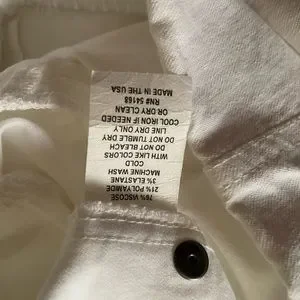 76% VISCOSE
21% POLYAMIDE
3% ELASTANE
MACHINE WASH
COLD
WITH LIKE COLORS
DO NOT BLEACH
DO NOT TUMBLE DRY
LINE DRY ONLY
COOL IRON IF NEEDED
OR DRY CLEAN
RN# 54168
MADE IN THE USA